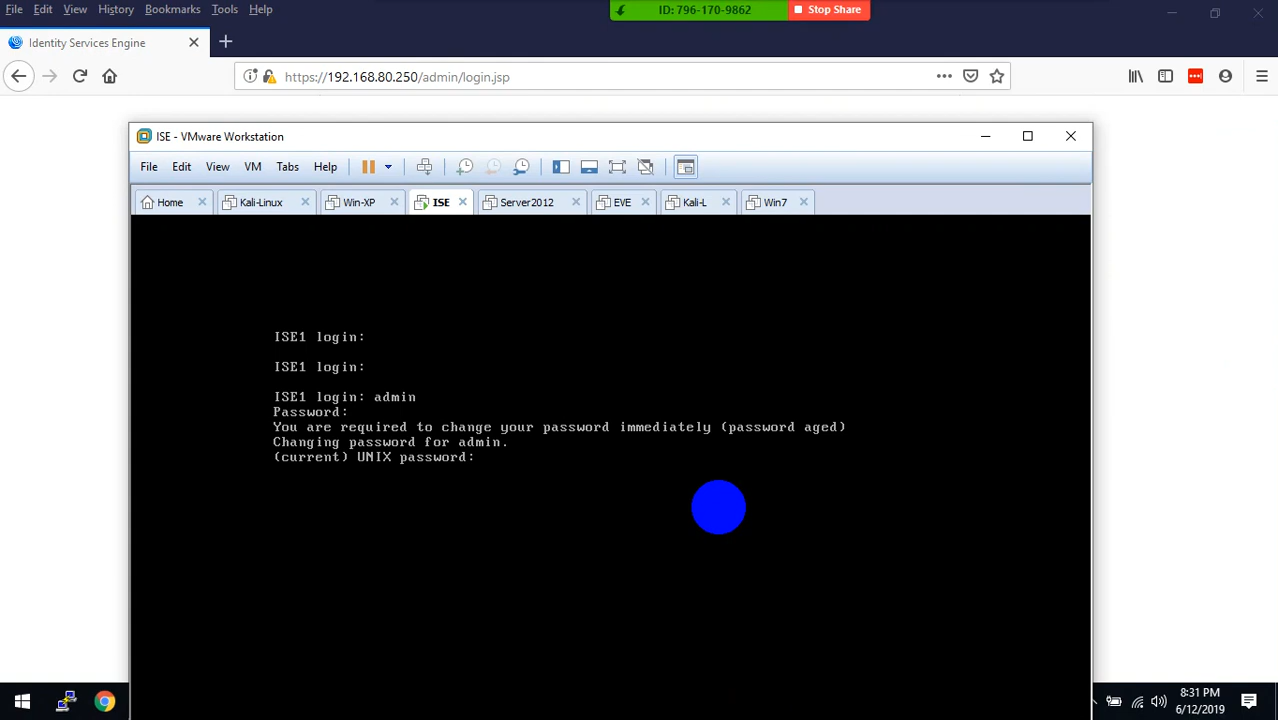 File Edit View History Bookmarks Tools Help
ID: 796-170-9862 Stop Share
Identity Services Engine
https://192.168.80.250/admin/login.jsp
ISE - VMware Workstation
File Edit View VM Tabs Help
Home Kali-Linux Win-XP ISE Server2012 EVE Kali-L Win7
ISE1 login:
ISE1 login:
ISE1 login: admin
Password:
You are required to change your password immediately (password aged)
Changing password for admin.
(current) UNIX password:
8:31 PM
6/12/2019